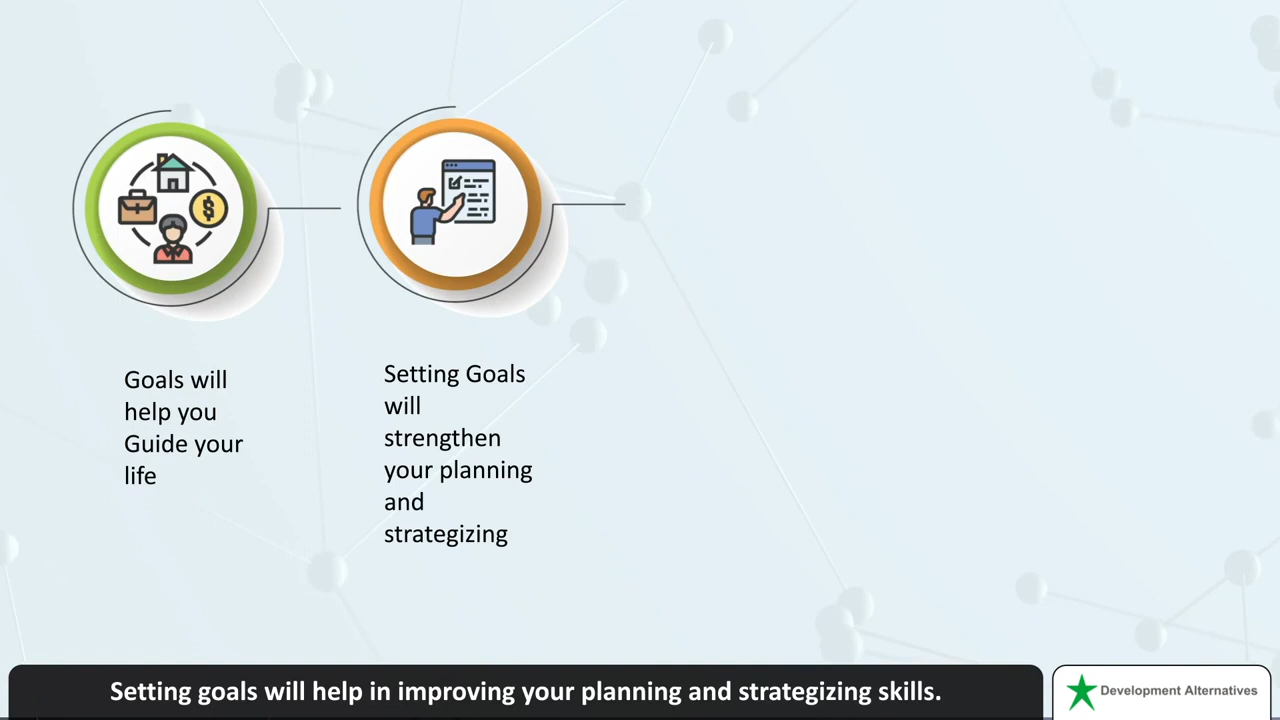 Goals will
help you
Guide your
life
Setting Goals
will
strengthen
your planning
and
strategizing
Setting goals will help in improving your planning and strategizing skills.
Development Alternatives